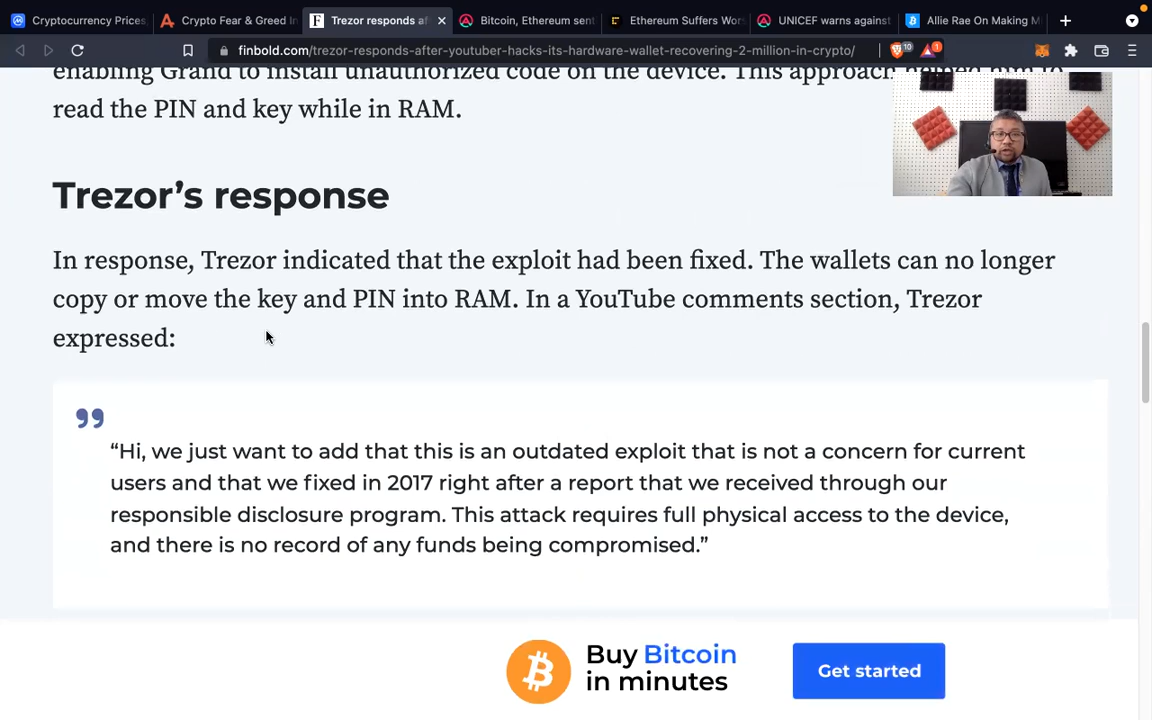 Cryptocurrency Prices,
Crypto Fear & Greed In
Trezor responds af
Bitcoin, Ethereum sent
Ethereum Suffers Wors
UNICEF warns against
Allie Rae On Making M
finbold.com/trezor-responds-after-youtuber-hacks-its-hardware-wallet-recovering-2-million-in-crypto/
10
1
enabling Grand to install unauthorized code on the device. This approach
read the PIN and key while in RAM.
Trezor’s response
In response, Trezor indicated that the exploit had been fixed. The wallets can no longer
copy or move the key and PIN into RAM. In a YouTube comments section, Trezor
expressed:
“Hi, we just want to add that this is an outdated exploit that is not a concern for current
users and that we fixed in 2017 right after a report that we received through our
responsible disclosure program. This attack requires full physical access to the device,
and there is no record of any funds being compromised.”
Buy Bitcoin
in minutes
Get started